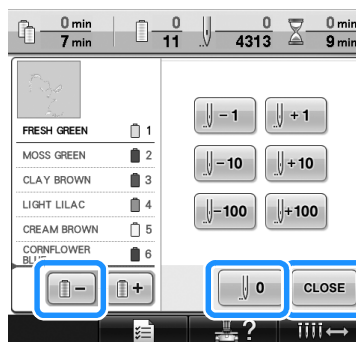 0 min 0 0 0 min
7 min 11 4313 9 min
FRESH GREEN 1
MOSS GREEN 2
CLAY BROWN 3
LIGHT LILAC 4
CREAM BROWN 5
CORNFLOWER
BLUE 6
-1 +1
-10 +10
-100 +100
- + 0 CLOSE
?